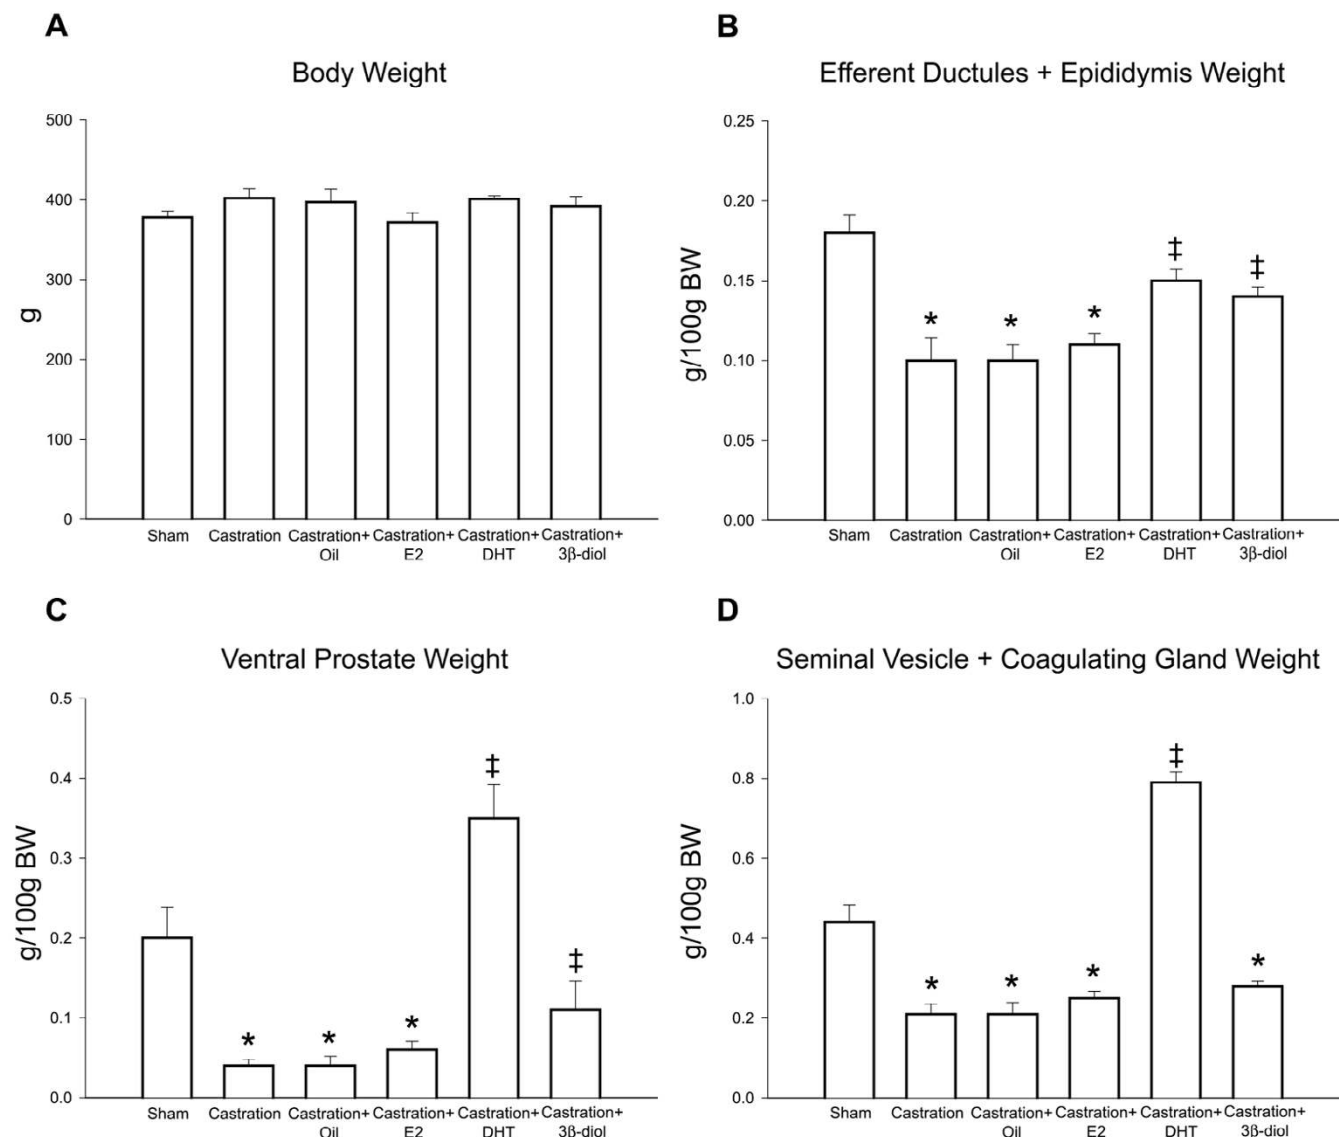 A
Body Weight
500
400
300
200
100
0
g
Sham Castration Castration+ Castration+ Castration+ Castration+
Oil E2 DHT 3β-diol
B
Efferent Ductules + Epididymis Weight
0.25
0.20
0.15
0.10
0.05
0.00
g/100g BW
* * * ‡ ‡
Sham Castration Castration+ Castration+ Castration+ Castration+
Oil E2 DHT 3β-diol
C
Ventral Prostate Weight
0.5
0.4
0.3
0.2
0.1
0.0
g/100g BW
* * * ‡ ‡
Sham Castration Castration+ Castration+ Castration+ Castration+
Oil E2 DHT 3β-diol
D
Seminal Vesicle + Coagulating Gland Weight
1.0
0.8
0.6
0.4
0.2
0.0
g/100g BW
* * * ‡ *
Sham Castration Castration+ Castration+ Castration+ Castration+
Oil E2 DHT 3β-diol